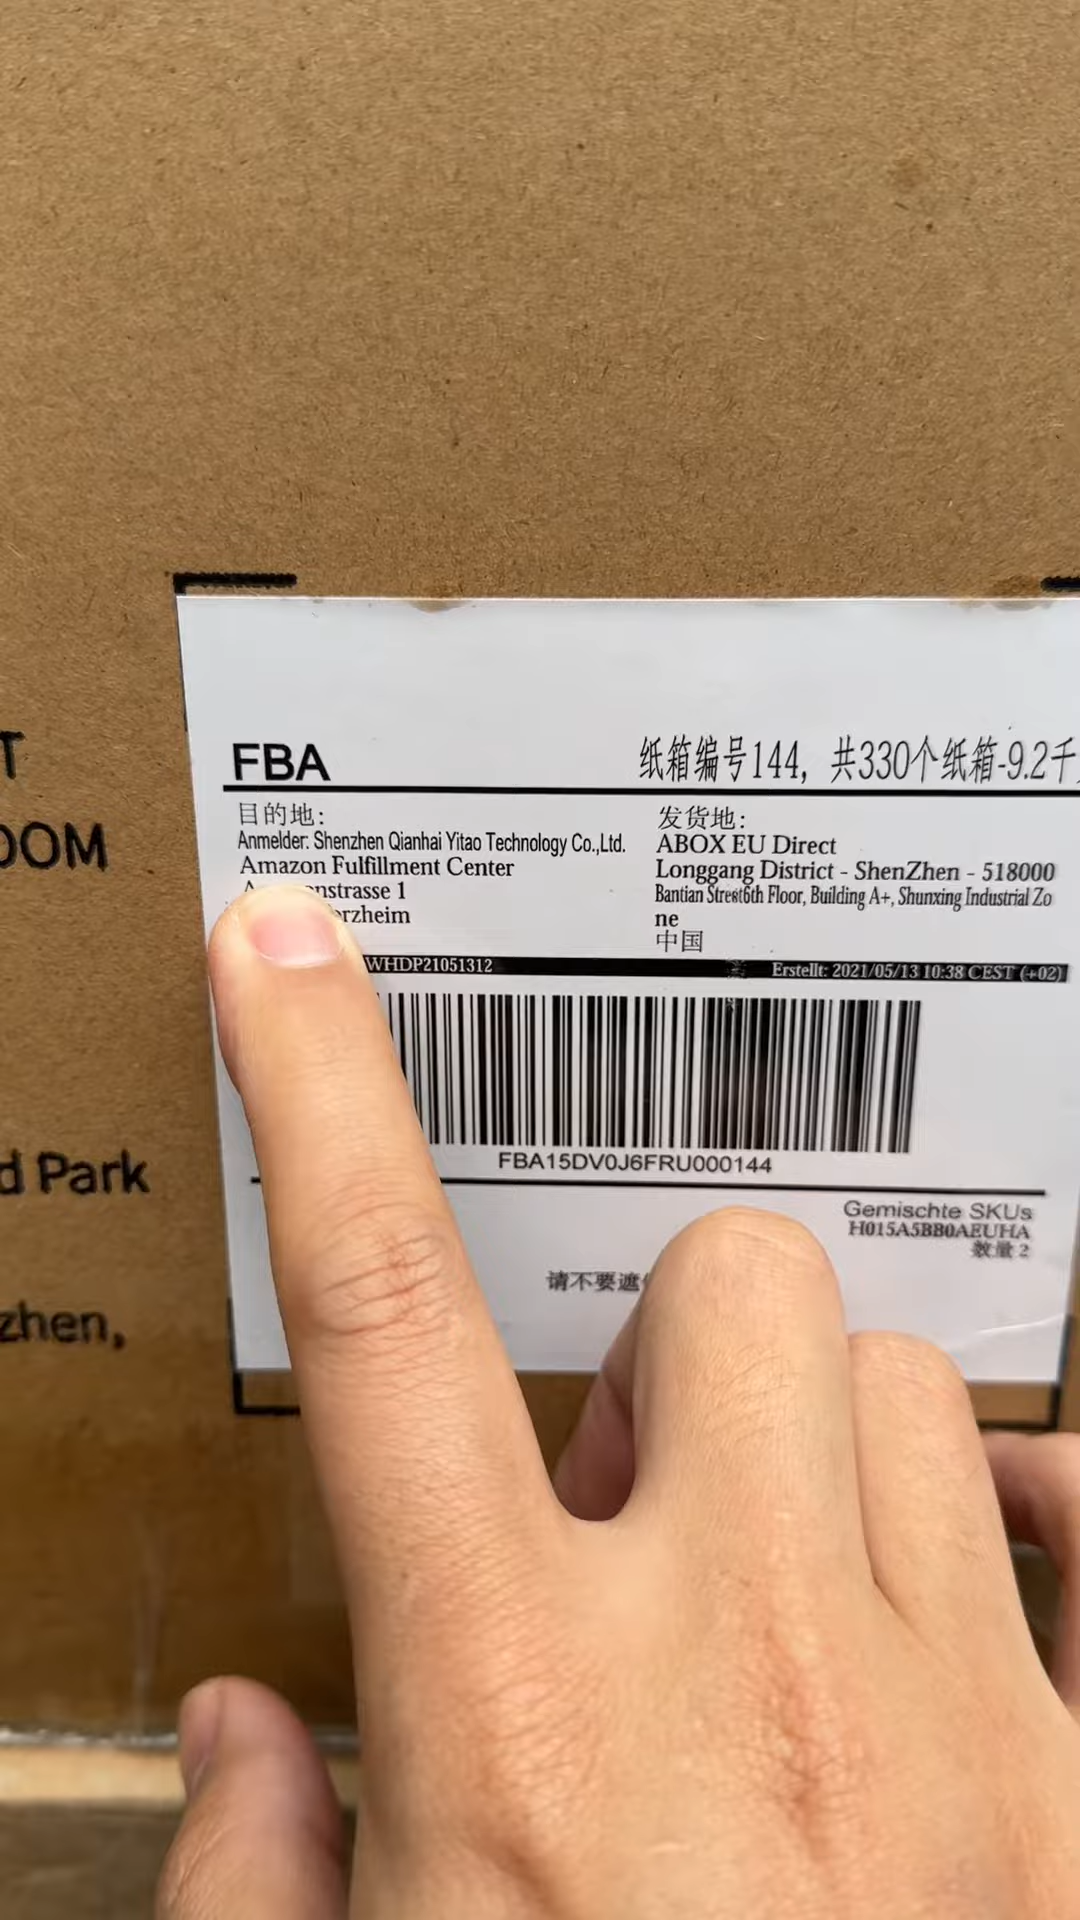 T
OOM
d Park
zhen,
FBA
纸箱编号144, 共330个纸箱-9.2千
目的地:
Anmelder: Shenzhen Qianhai Yitao Technology Co.,Ltd.
Amazon Fulfillment Center
nstrasse 1
rzheim
发货地:
ABOX EU Direct
Longgang District - ShenZhen - 518000
Bantian Street6th Floor, Building A+, Shunxing Industrial Zo
ne
中国
WHDP21051312
Erstellt: 2021/05/13 10:38 CEST (+02)
FBA15DV0J6FRU000144
Gemischte SKUs
H015A5BB0AEUHA
数量 2
请不要遮